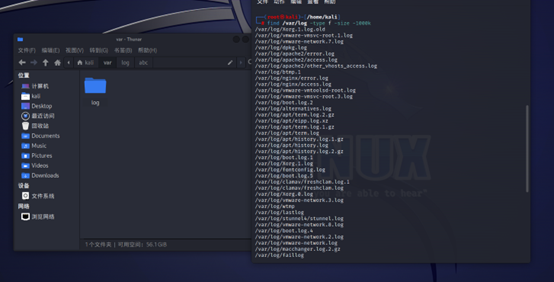 文件 动作 编辑 查看 帮助
(root㉿kali)-[/home/kali]
find /var/log -type f -size -1000k
/var/log/Xorg.1.log.old
/var/log/vmware-vmsvc-root.1.log
/var/log/vmware-network.7.log
/var/log/dpkg.log
/var/log/apache2/error.log
/var/log/apache2/access.log
/var/log/apache2/other_vhosts_access.log
/var/log/btmp.1
/var/log/nginx/error.log
/var/log/nginx/access.log
/var/log/vmware-vmtoolsd-root.log
/var/log/vmware-vmsvc-root.3.log
/var/log/boot.log.2
/var/log/alternatives.log
/var/log/apt/term.log.2.gz
/var/log/apt/eipp.log.xz
/var/log/apt/term.log.1.gz
/var/log/apt/term.log
/var/log/apt/history.log.1.gz
/var/log/apt/history.log
/var/log/apt/history.log.2.gz
/var/log/boot.log.1
/var/log/Xorg.1.log
/var/log/fontconfig.log
/var/log/boot.log.5
/var/log/clamav/freshclam.log.1
/var/log/clamav/freshclam.log
/var/log/Xorg.0.log
/var/log/vmware-network.3.log
/var/log/wtmp
/var/log/lastlog
/var/log/stunnel4/stunnel.log
/var/log/vmware-network.8.log
/var/log/boot.log.4
/var/log/vmware-network.2.log
/var/log/vmware-network.log
/var/log/macchanger.log.2.gz
/var/log/faillog
var - Thunar
文件(F) 编辑(E) 视图(V) 转到(G) 书签(B) 帮助(H)
kali var log abc
位置
计算机
kali
Desktop
最近访问
回收站
Documents
Music
Pictures
Videos
Downloads
设备
文件系统
网络
浏览网络
log
1 个文件夹 | 可用空间: 56.1 GiB